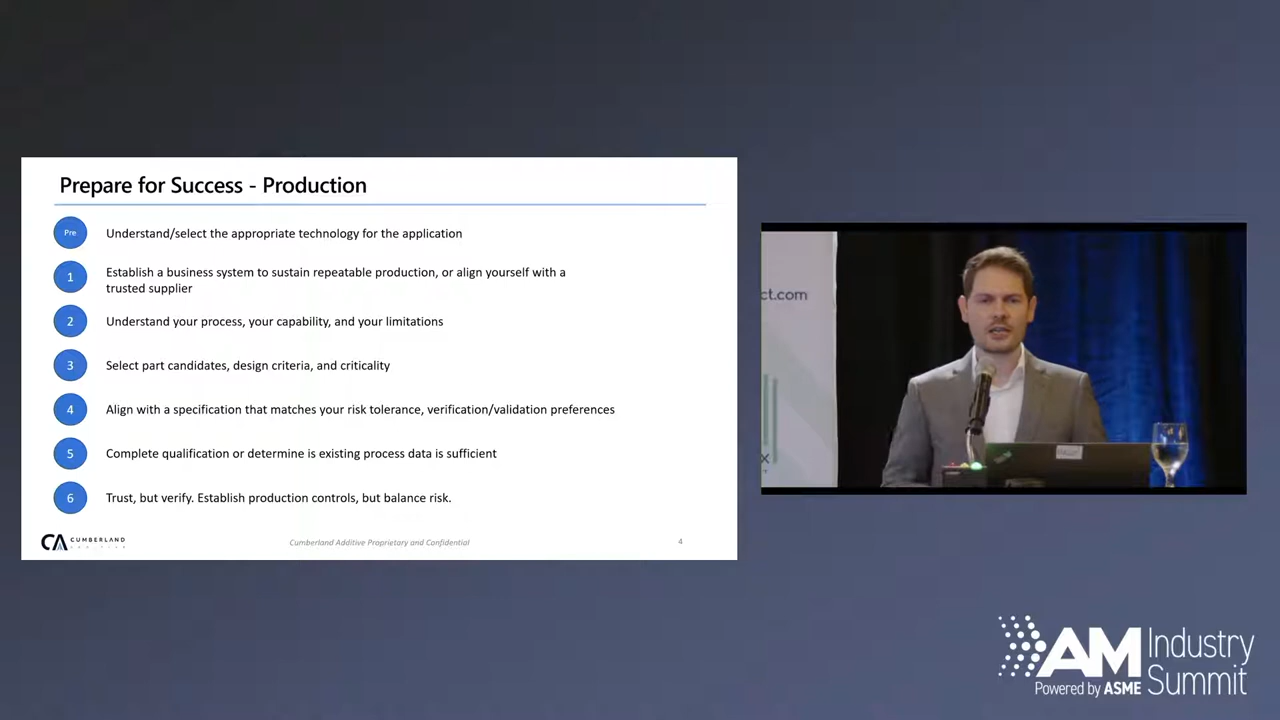 Prepare for Success - Production
Pre
Understand/select the appropriate technology for the application
1
Establish a business system to sustain repeatable production, or align yourself with a
trusted supplier
2
Understand your process, your capability, and your limitations
3
Select part candidates, design criteria, and criticality
4
Align with a specification that matches your risk tolerance, verification/validation preferences
5
Complete qualification or determine is existing process data is sufficient
6
Trust, but verify. Establish production controls, but balance risk.
CA CUMBERLAND
Cumberland Additive Proprietary and Confidential
4
ct.com
X
AM Industry
Summit
Powered by ASME